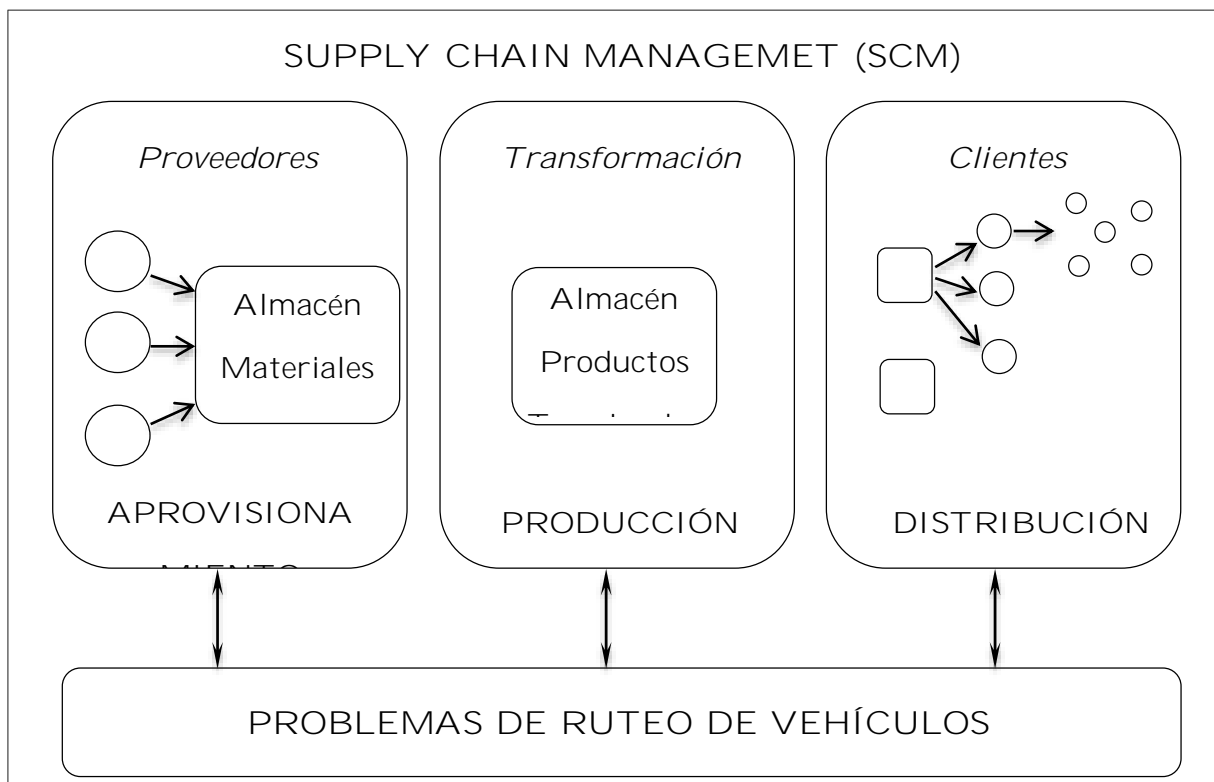 SUPPLY CHAIN MANAGEMET (SCM)
Proveedores
Almacén
Materiales
APROVISIONA
MIENTO
Transformación
Almacén
Productos
PRODUCCIÓN
Clientes
DISTRIBUCIÓN
PROBLEMAS DE RUTEO DE VEHÍCULOS